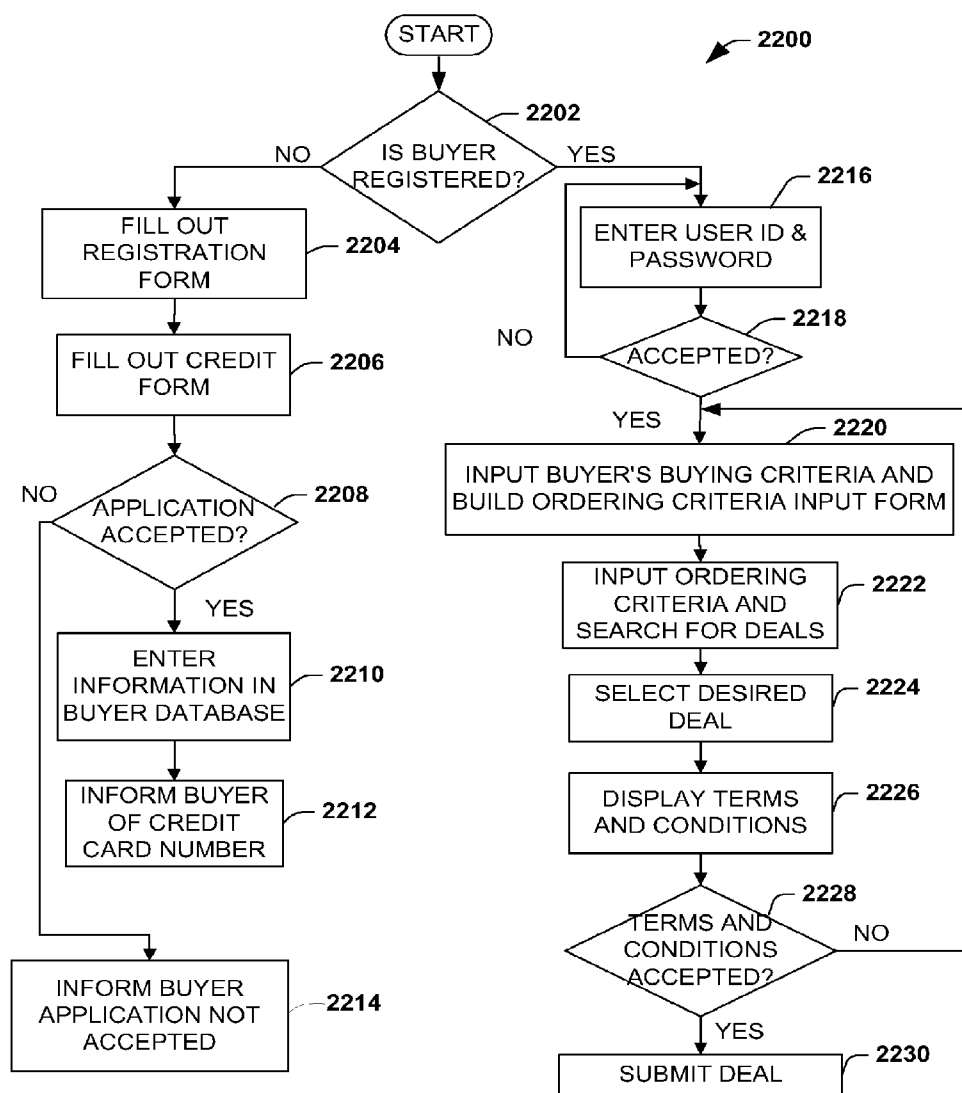 START
2200
2202
IS BUYER
REGISTERED?
NO
YES
FILL OUT
REGISTRATION
FORM
2204
FILL OUT CREDIT
FORM
2206
NO
APPLICATION
ACCEPTED?
2208
YES
ENTER
INFORMATION IN
BUYER DATABASE
2210
INFORM BUYER
OF CREDIT
CARD NUMBER
2212
INFORM BUYER
APPLICATION NOT
ACCEPTED
2214
2216
ENTER USER ID &
PASSWORD
2218
NO
ACCEPTED?
YES
2220
INPUT BUYER'S BUYING CRITERIA AND
BUILD ORDERING CRITERIA INPUT FORM
INPUT ORDERING
CRITERIA AND
SEARCH FOR DEALS
2222
SELECT DESIRED
DEAL
2224
DISPLAY TERMS
AND CONDITIONS
2226
2228
TERMS AND
CONDITIONS
ACCEPTED?
NO
YES
2230
SUBMIT DEAL